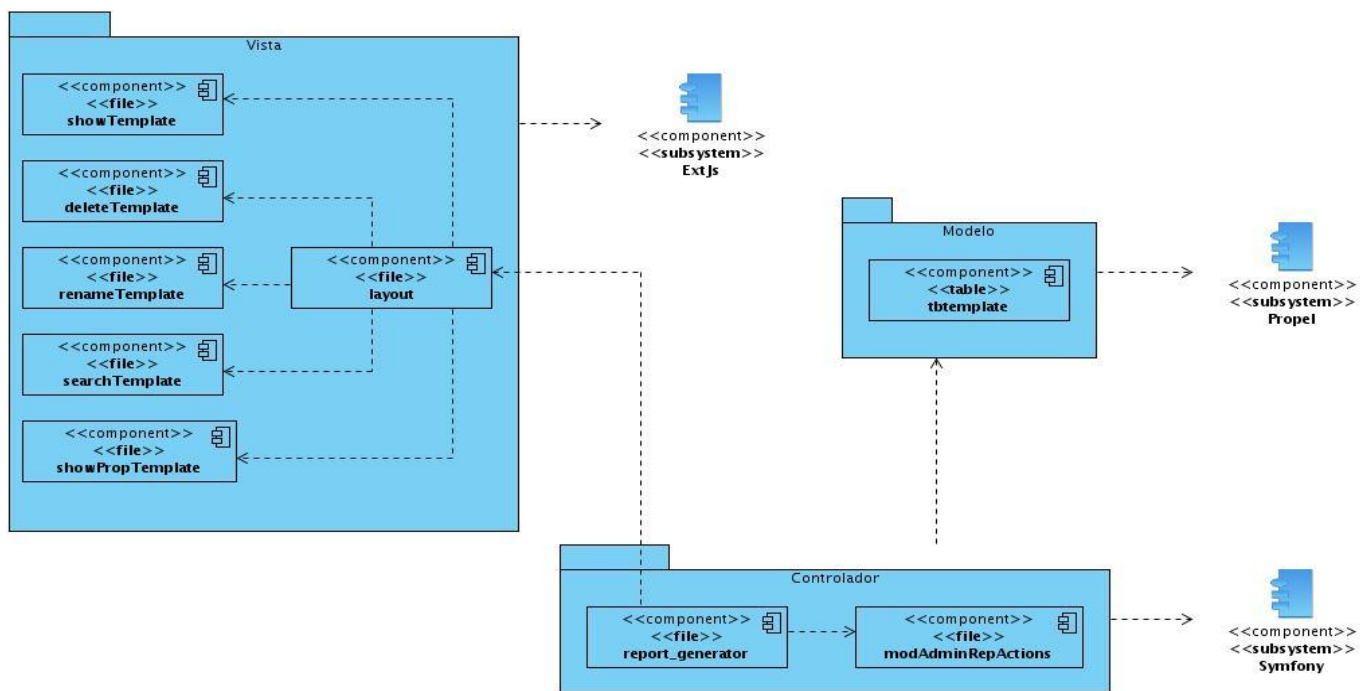 Vista
<<component>>
<<file>>
showTemplate
<<component>>
<<file>>
deleteTemplate
<<component>>
<<file>>
renameTemplate
<<component>>
<<file>>
searchTemplate
<<component>>
<<file>>
showPropTemplate
<<component>>
<<file>>
layout
<<component>>
<<subsystem>>
ExtJs
Modelo
<<component>>
<<table>>
tbtemplate
<<component>>
<<subsystem>>
Propel
Controlador
<<component>>
<<file>>
report_generator
<<component>>
<<file>>
modAdminRepActions
<<component>>
<<subsystem>>
Symfony